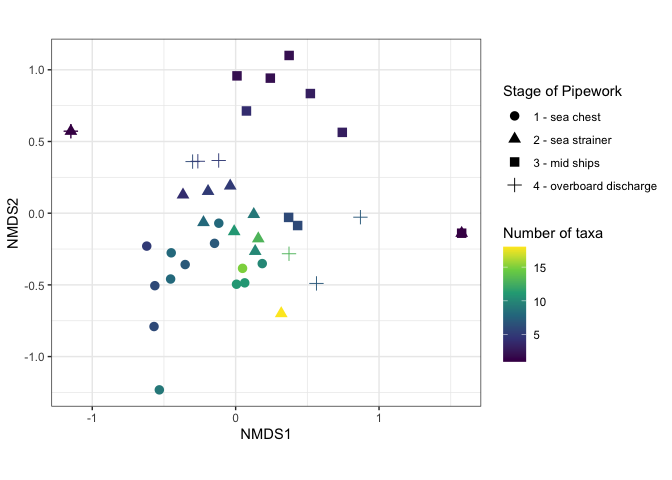 1.0
0.5
0.0
-0.5
-1.0
-1
0
1
NMDS1
NMDS2
Stage of Pipework
1 - sea chest
2 - sea strainer
3 - mid ships
4 - overboard discharge
Number of taxa
15
10
5